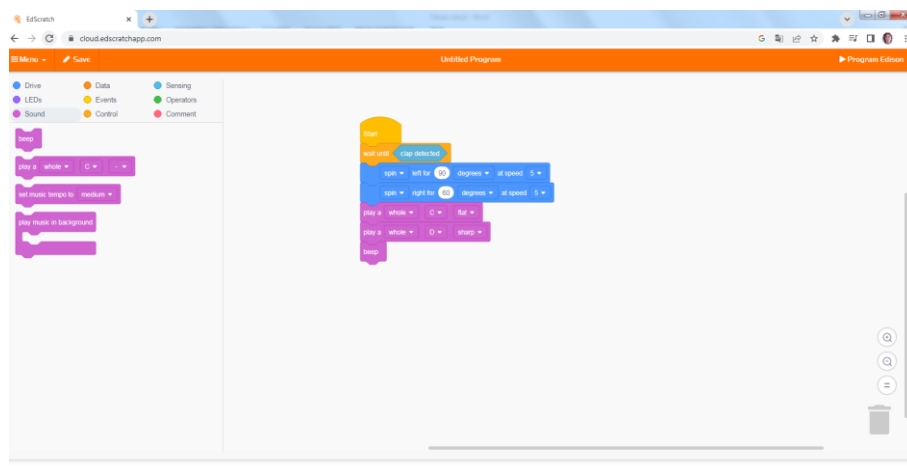 EdScratch
cloud.edscratchapp.com
Menu
Save
Untitled Program
Program Edison
Drive Data Sensing
LEDs Events Operators
Sound Control Comment
beep
play a whole C -
set music tempo to medium
play music in background
Start
wait until clap detected
spin left for 90 degrees at speed 5
spin right for 60 degrees at speed 5
play a whole C flat
play a whole D sharp
beep